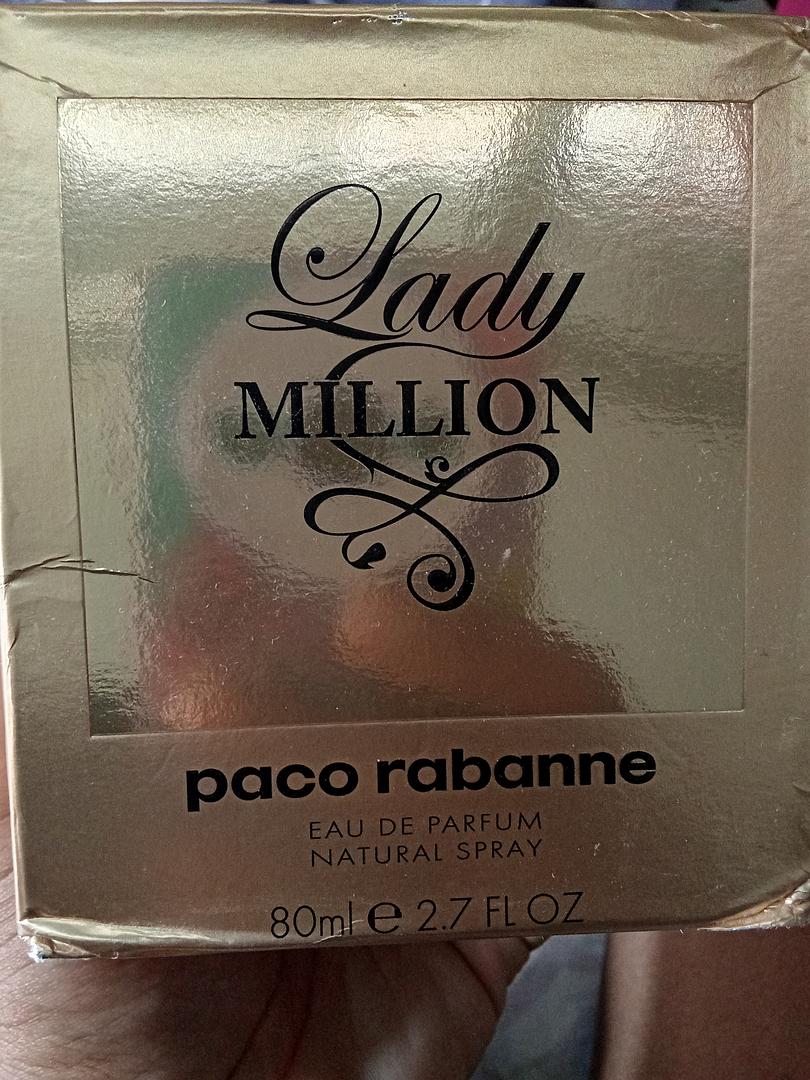 Lady
MILLION
paco rabanne
EAU DE PARFUM
NATURAL SPRAY
80ml e 2.7 FL OZ